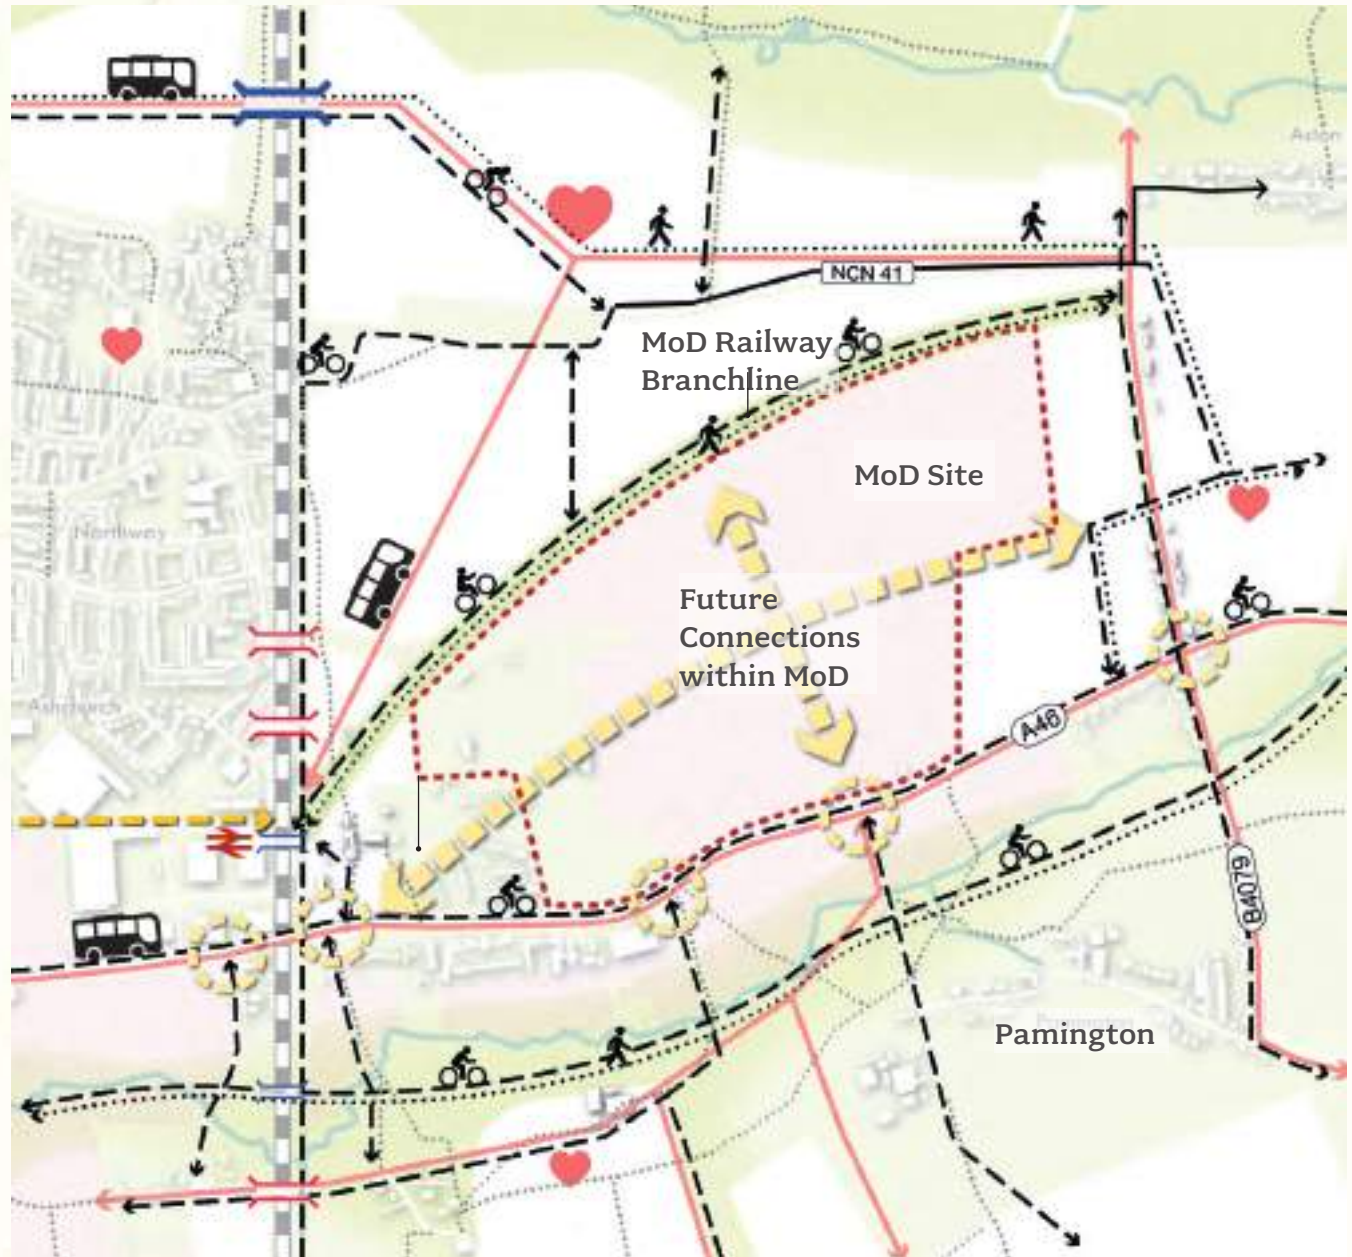 Aston
NCN 41
MoD Railway
Branchline
MoD Site
Northway
Future
Connections
within MoD
Ashchurch
A46
B4079
Pamington